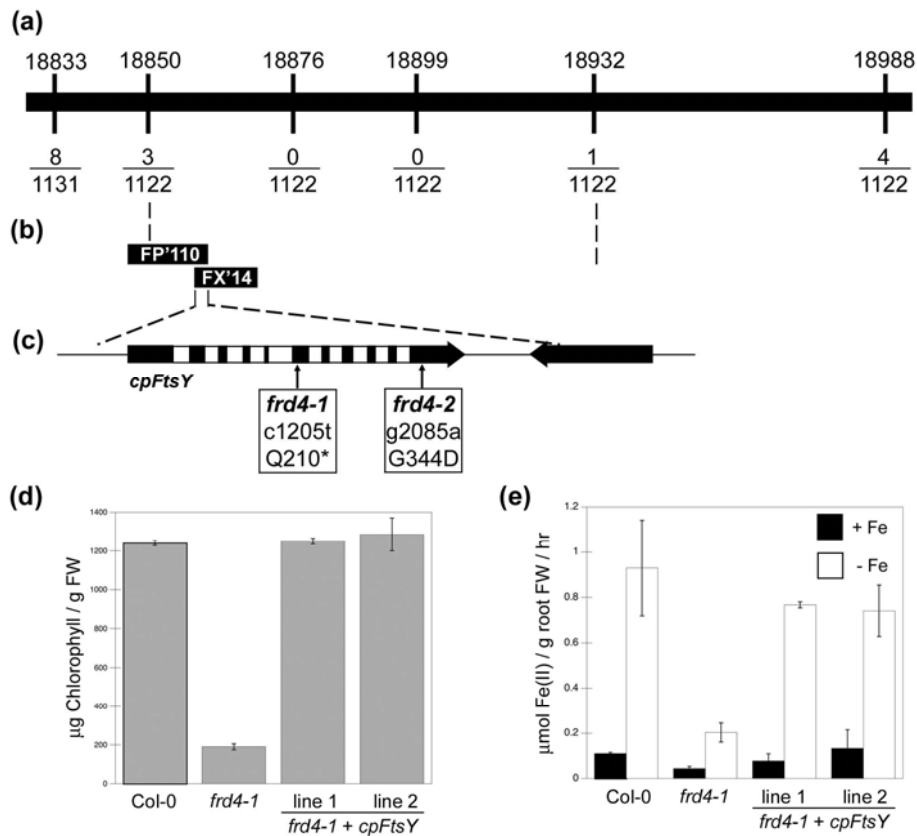 (a)
18833 18850 18876 18899 18932 18988
8 3 0 0 1 4
1131 1122 1122 1122 1122 1122
(b)
FP'110
FX'14
(c)
cpFtsY
frd4-1 frd4-2
c1205t g2085a
Q210* G344D
(d)
µg Chlorophyll / g FW
1400
1200
1000
800
600
400
200
0
Col-0 frd4-1 line 1 line 2
frd4-1 + cpFtsY
(e)
µmol Fe(II) / g root FW / hr
1.2
1
0.8
0.6
0.4
0.2
0
+ Fe
- Fe
Col-0 frd4-1 line 1 line 2
frd4-1 + cpFtsY